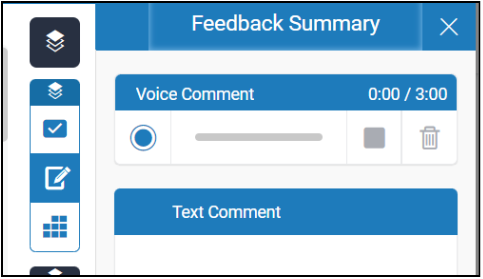 Feedback Summary
Voice Comment 0:00 / 3:00
Text Comment